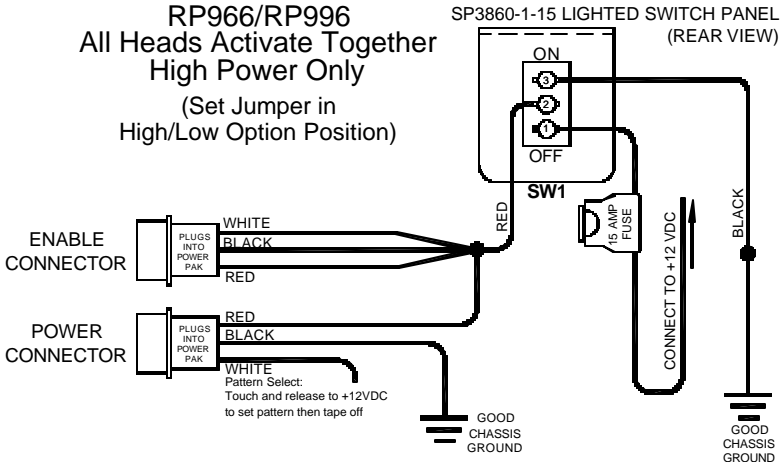 RP966/RP996
All Heads Activate Together
High Power Only
(Set Jumper in
High/Low Option Position)
SP3860-1-15 LIGHTED SWITCH PANEL
(REAR VIEW)
ON
3
2
1
OFF
SW1
RED
15 AMP
FUSE
CONNECT TO +12 VDC
BLACK
ENABLE
CONNECTOR
PLUGS
INTO
POWER
PAK
WHITE
BLACK
RED
POWER
CONNECTOR
PLUGS
INTO
POWER
PAK
RED
BLACK
WHITE
Pattern Select:
Touch and release to +12VDC
to set pattern then tape off
GOOD
CHASSIS
GROUND
GOOD
CHASSIS
GROUND